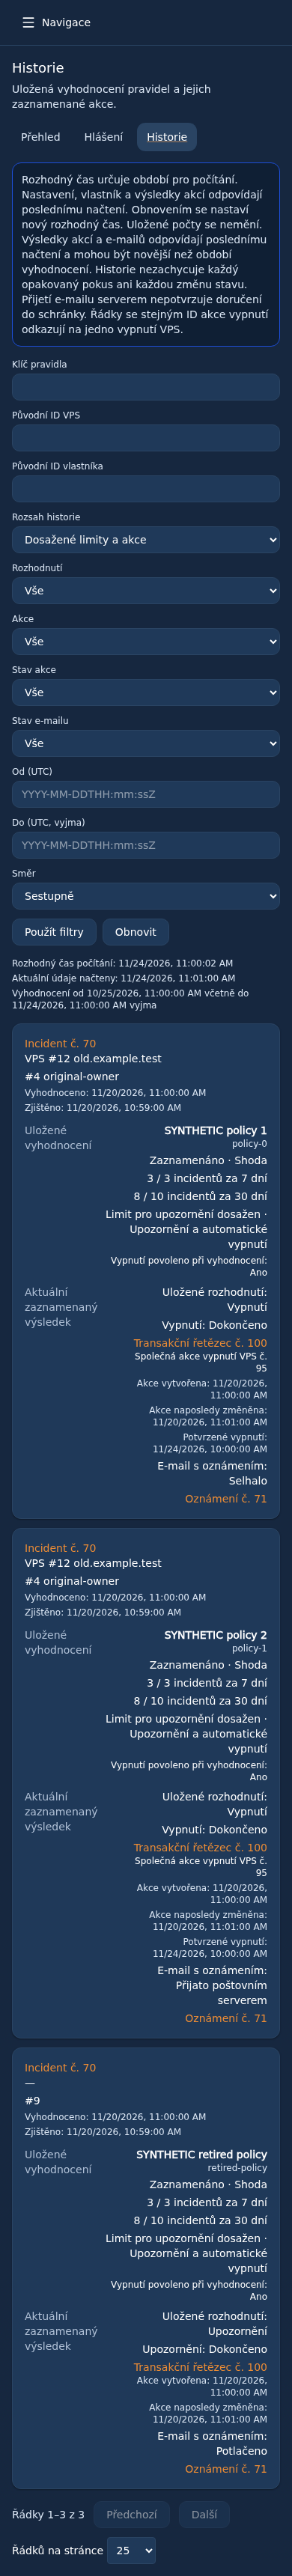 Navigace
Historie
Uložená vyhodnocení pravidel a jejich
zaznamenané akce.
Přehled
Hlášení
Historie
Rozhodný čas určuje období pro počítání.
Nastavení, vlastník a výsledky akcí odpovídají
poslednímu načtení. Obnovením se nastaví
nový rozhodný čas. Uložené počty se nemění.
Výsledky akcí a e-mailů odpovídají poslednímu
načtení a mohou být novější než období
vyhodnocení. Historie nezachycuje každý
opakovaný pokus ani každou změnu stavu.
Přijetí e-mailu serverem nepotvrzuje doručení
do schránky. Řádky se stejným ID akce vypnutí
odkazují na jedno vypnutí VPS.
Klíč pravidla
Původní ID VPS
Původní ID vlastníka
Rozsah historie
Dosažené limity a akce
Rozhodnutí
Vše
Akce
Vše
Stav akce
Vše
Stav e-mailu
Vše
Od (UTC)
YYYY-MM-DDTHH:mm:ssZ
Do (UTC, vyjma)
YYYY-MM-DDTHH:mm:ssZ
Směr
Sestupně
Použít filtry
Obnovit
Rozhodný čas počítání: 11/24/2026, 11:00:02 AM
Aktuální údaje načteny: 11/24/2026, 11:01:00 AM
Vyhodnocení od 10/25/2026, 11:00:00 AM včetně do
11/24/2026, 11:00:00 AM vyjma
Incident č. 70
VPS #12 old.example.test
#4 original-owner
Vyhodnoceno: 11/20/2026, 11:00:00 AM
Zjištěno: 11/20/2026, 10:59:00 AM
Uložené
vyhodnocení
SYNTHETIC policy 1
policy-0
Zaznamenáno · Shoda
3 / 3 incidentů za 7 dní
8 / 10 incidentů za 30 dní
Limit pro upozornění dosažen ·
Upozornění a automatické
vypnutí
Vypnutí povoleno při vyhodnocení:
Ano
Aktuální
zaznamenaný
výsledek
Uložené rozhodnutí:
Vypnutí
Vypnutí: Dokončeno
Transakční řetězec č. 100
Společná akce vypnutí VPS č.
95
Akce vytvořena: 11/20/2026,
11:00:00 AM
Akce naposledy změněna:
11/20/2026, 11:01:00 AM
Potvrzené vypnutí:
11/24/2026, 10:00:00 AM
E-mail s oznámením:
Selhalo
Oznámení č. 71
Incident č. 70
VPS #12 old.example.test
#4 original-owner
Vyhodnoceno: 11/20/2026, 11:00:00 AM
Zjištěno: 11/20/2026, 10:59:00 AM
Uložené
vyhodnocení
SYNTHETIC policy 2
policy-1
Zaznamenáno · Shoda
3 / 3 incidentů za 7 dní
8 / 10 incidentů za 30 dní
Limit pro upozornění dosažen ·
Upozornění a automatické
vypnutí
Vypnutí povoleno při vyhodnocení:
Ano
Aktuální
zaznamenaný
výsledek
Uložené rozhodnutí:
Vypnutí
Vypnutí: Dokončeno
Transakční řetězec č. 100
Společná akce vypnutí VPS č.
95
Akce vytvořena: 11/20/2026,
11:00:00 AM
Akce naposledy změněna:
11/20/2026, 11:01:00 AM
Potvrzené vypnutí:
11/24/2026, 10:00:00 AM
E-mail s oznámením:
Přijato poštovním
serverem
Oznámení č. 71
Incident č. 70
—
#9
Vyhodnoceno: 11/20/2026, 11:00:00 AM
Zjištěno: 11/20/2026, 10:59:00 AM
Uložené
vyhodnocení
SYNTHETIC retired policy
retired-policy
Zaznamenáno · Shoda
3 / 3 incidentů za 7 dní
8 / 10 incidentů za 30 dní
Limit pro upozornění dosažen ·
Upozornění a automatické
vypnutí
Vypnutí povoleno při vyhodnocení:
Ano
Aktuální
zaznamenaný
výsledek
Uložené rozhodnutí:
Upozornění
Upozornění: Dokončeno
Transakční řetězec č. 100
Akce vytvořena: 11/20/2026,
11:00:00 AM
Akce naposledy změněna:
11/20/2026, 11:01:00 AM
E-mail s oznámením:
Potlačeno
Oznámení č. 71
Řádky 1–3 z 3
Předchozí
Další
Řádků na stránce
25